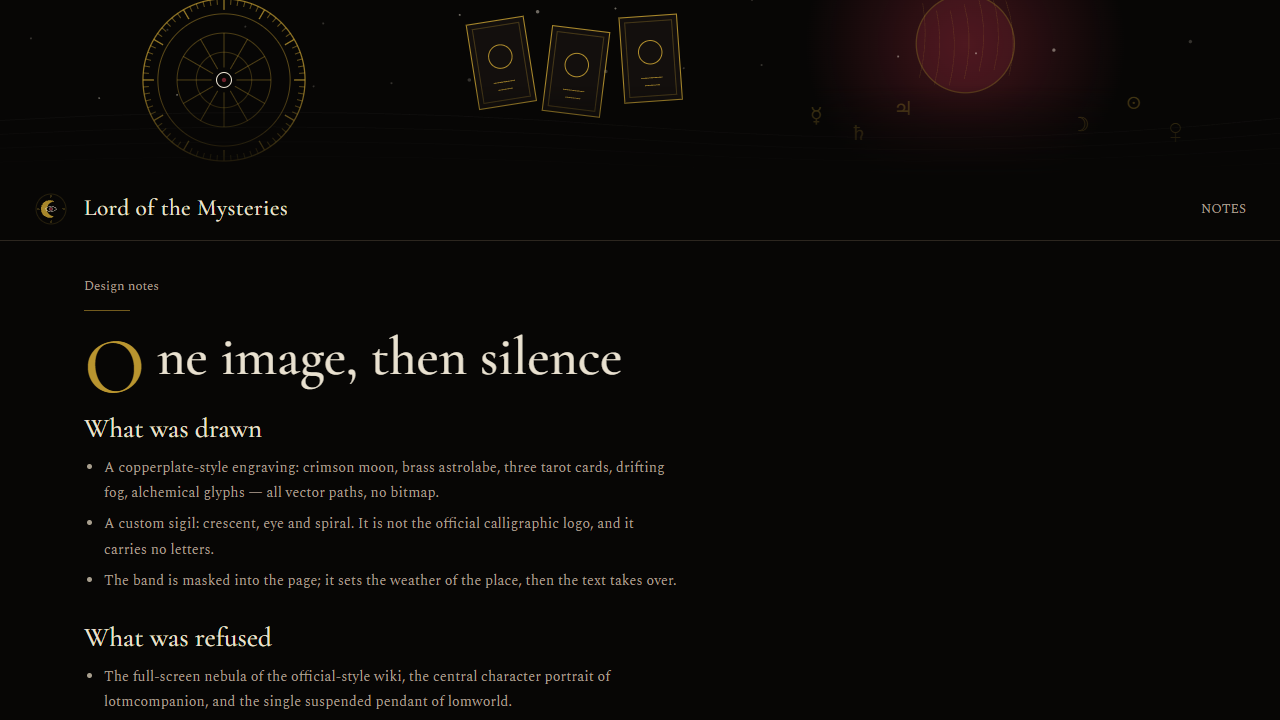 ☿
♄
♃
☽
☉
♀
Lord of the Mysteries
NOTES
Design notes
One image, then silence
What was drawn
• A copperplate-style engraving: crimson moon, brass astrolabe, three tarot cards, drifting
fog, alchemical glyphs — all vector paths, no bitmap.
• A custom sigil: crescent, eye and spiral. It is not the official calligraphic logo, and it
carries no letters.
• The band is masked into the page; it sets the weather of the place, then the text takes over.
What was refused
• The full-screen nebula of the official-style wiki, the central character portrait of
lotmcompanion, and the single suspended pendant of lomworld.